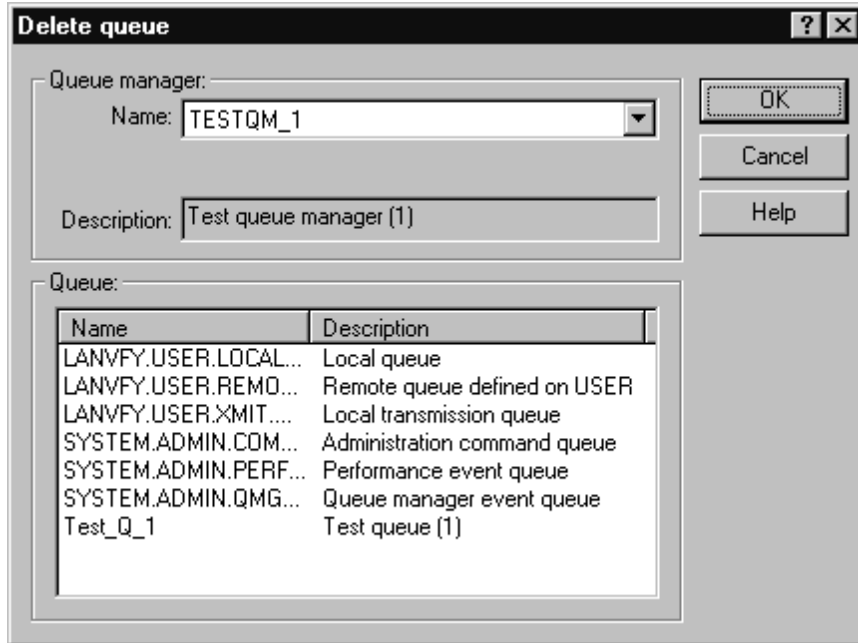 Delete queue
Queue manager:
Name: TESTQM_1
OK
Cancel
Description: Test queue manager (1)
Help
Queue:
Name Description
LANVFY.USER.LOCAL... Local queue
LANVFY.USER.REMO... Remote queue defined on USER
LANVFY.USER.XMIT.... Local transmission queue
SYSTEM.ADMIN.COM... Administration command queue
SYSTEM.ADMIN.PERF... Performance event queue
SYSTEM.ADMIN.QMG... Queue manager event queue
Test_Q_1 Test queue (1)